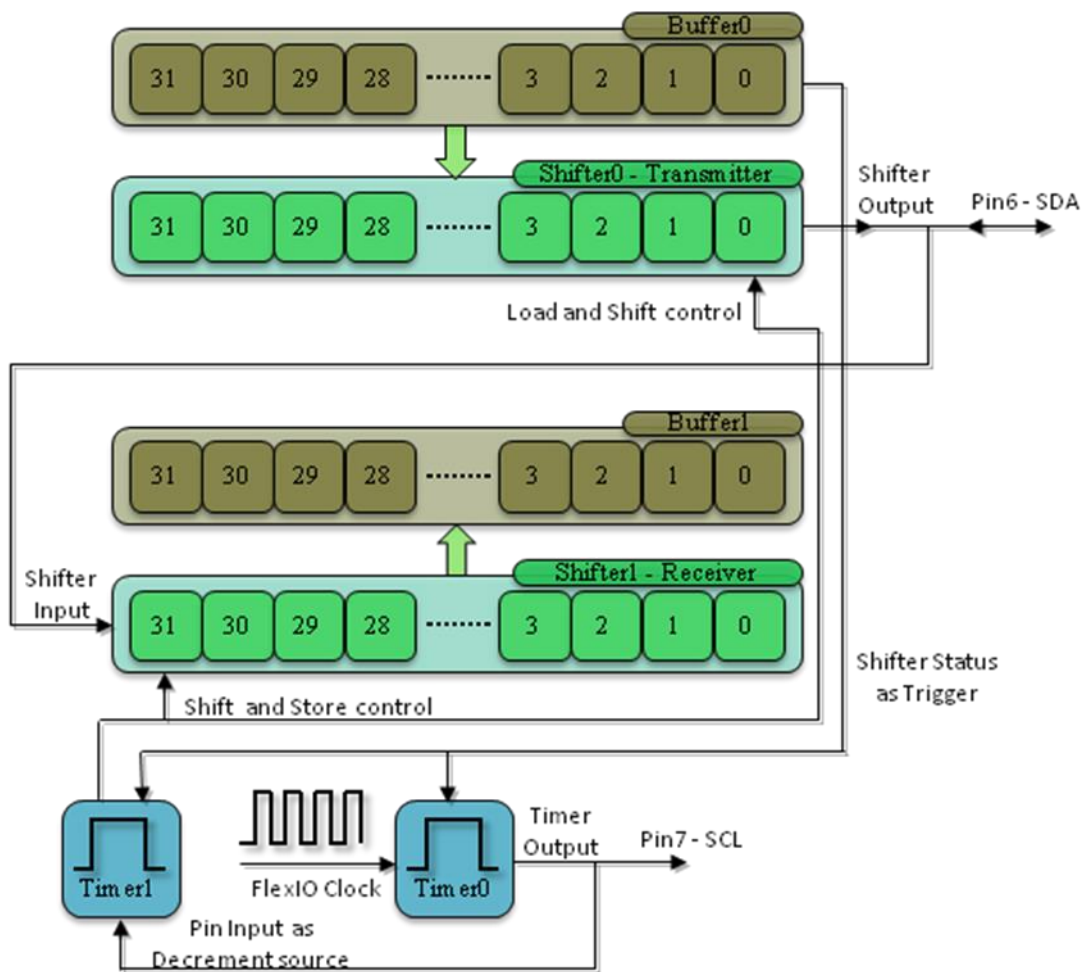 Buffer0
31 30 29 28 ········ 3 2 1 0
Shifter0 - Transmitter
31 30 29 28 ········ 3 2 1 0
Shifter
Output
Pin6 - SDA
Load and Shift control
Buffer1
31 30 29 28 ········ 3 2 1 0
Shifter
Input
Shifter1 - Receiver
31 30 29 28 ········ 3 2 1 0
Shift and Store control
Shifter Status
as Trigger
Timer1
FlexIO Clock
Timer0
Timer
Output
Pin7 - SCL
Pin Input as
Decrement source